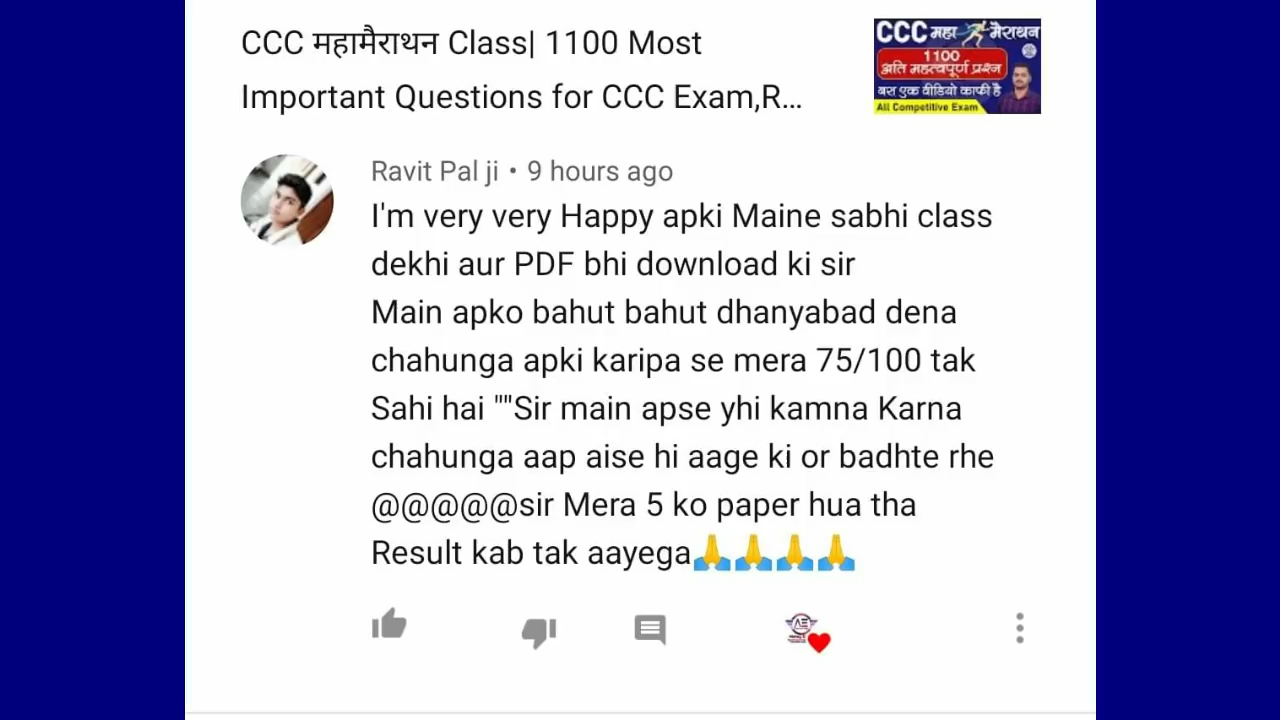 CCC महामैराथन Class| 1100 Most
Important Questions for CCC Exam,R...
CCC महा मैराथन
1100
अति महत्वपूर्ण प्रश्न
बस एक वीडियो काफी है
All Competitive Exam
Ravit Pal ji • 9 hours ago
I'm very very Happy apki Maine sabhi class
dekhi aur PDF bhi download ki sir
Main apko bahut bahut dhanyabad dena
chahunga apki karipa se mera 75/100 tak
Sahi hai ""Sir main apse yhi kamna Karna
chahunga aap aise hi aage ki or badhte rhe
@@@@@sir Mera 5 ko paper hua tha
Result kab tak aayega🙏🙏🙏🙏
AE